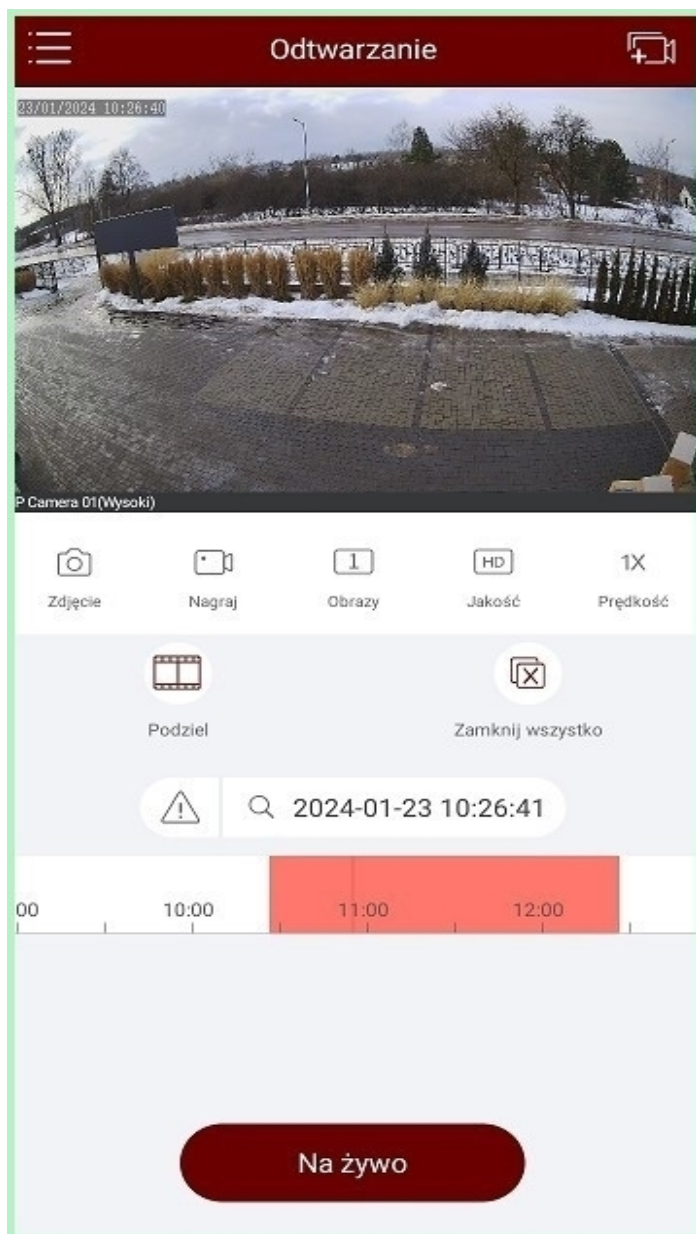 Odtwarzanie
23/01/2024 10:26:40
P Camera 01(Wysoki)
1 HD 1X
Zdjęcie Nagraj Obrazy Jakość Prędkość
Podziel Zamknij wszystko
2024-01-23 10:26:41
00 10:00 11:00 12:00
Na żywo